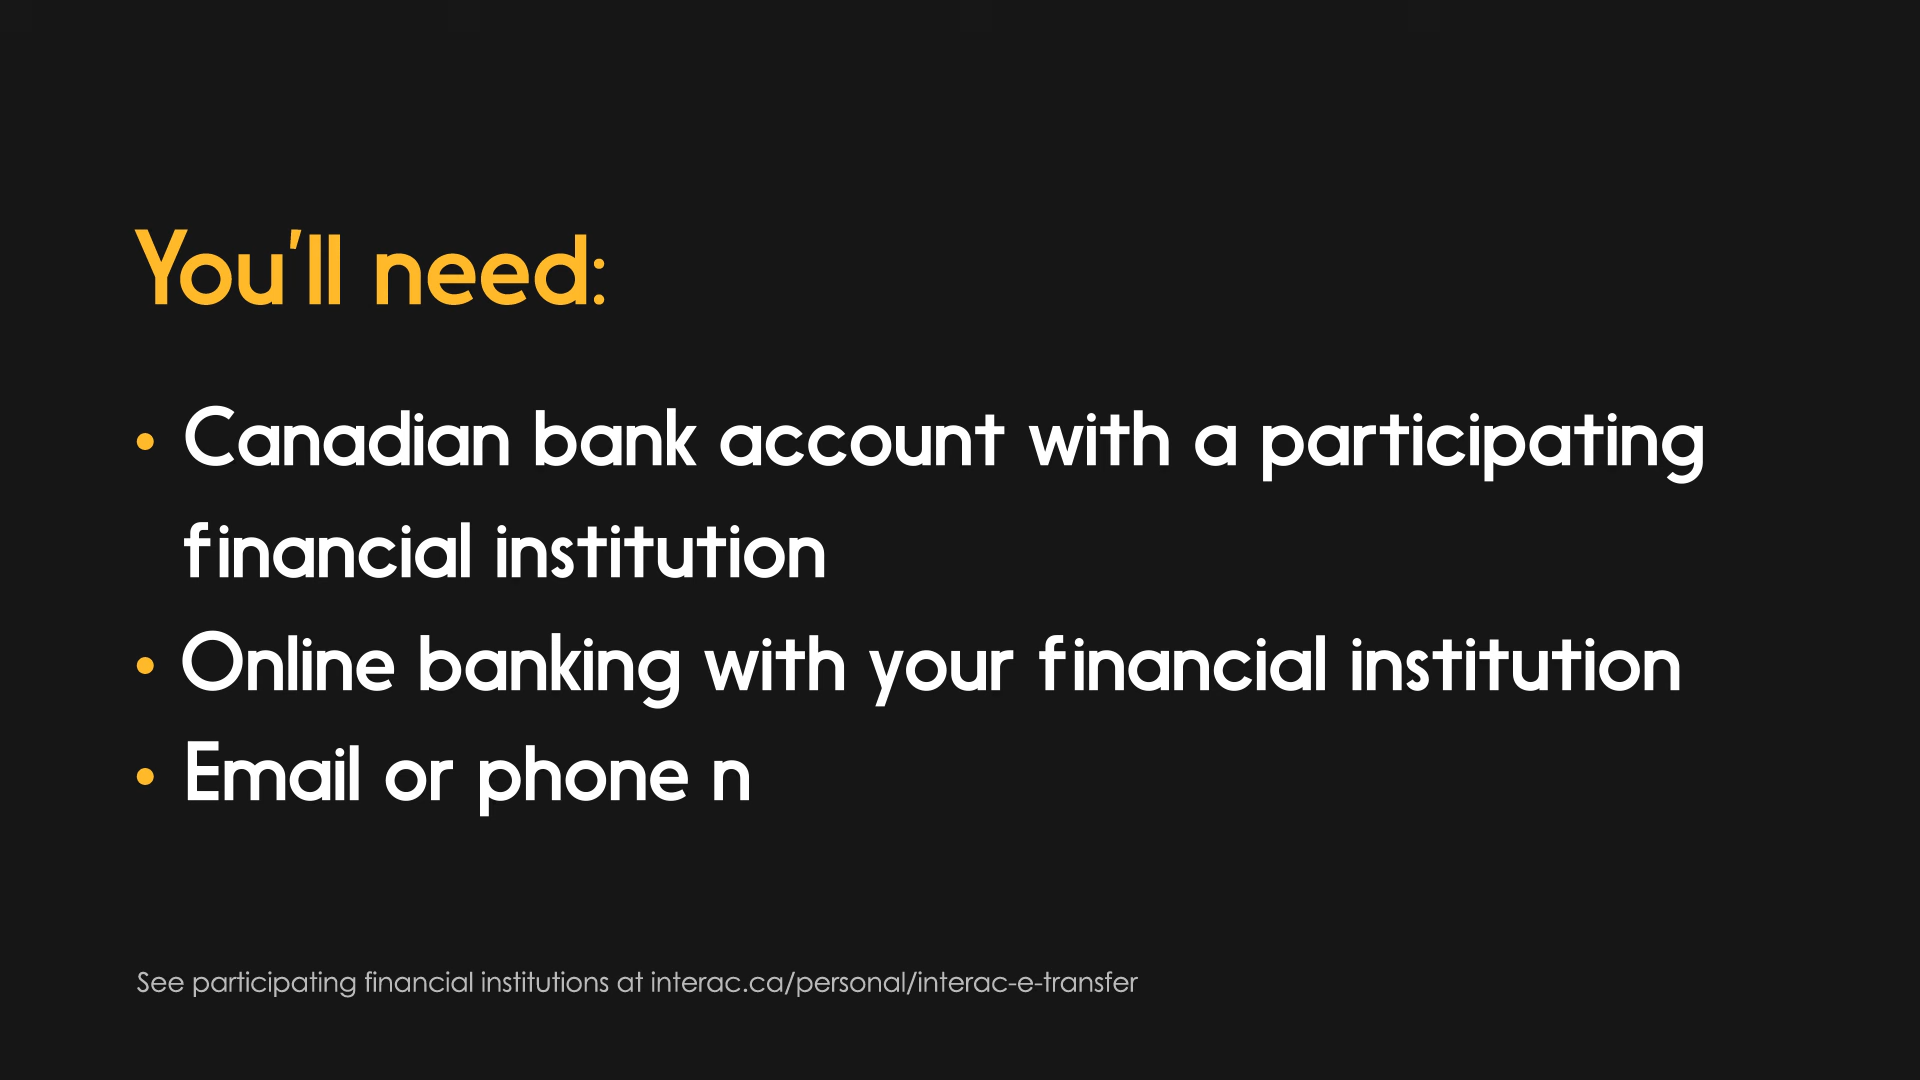 You'll need:
• Canadian bank account with a participating
financial institution
• Online banking with your financial institution
• Email or phone n
See participating financial institutions at interac.ca/personal/interac-e-transfer